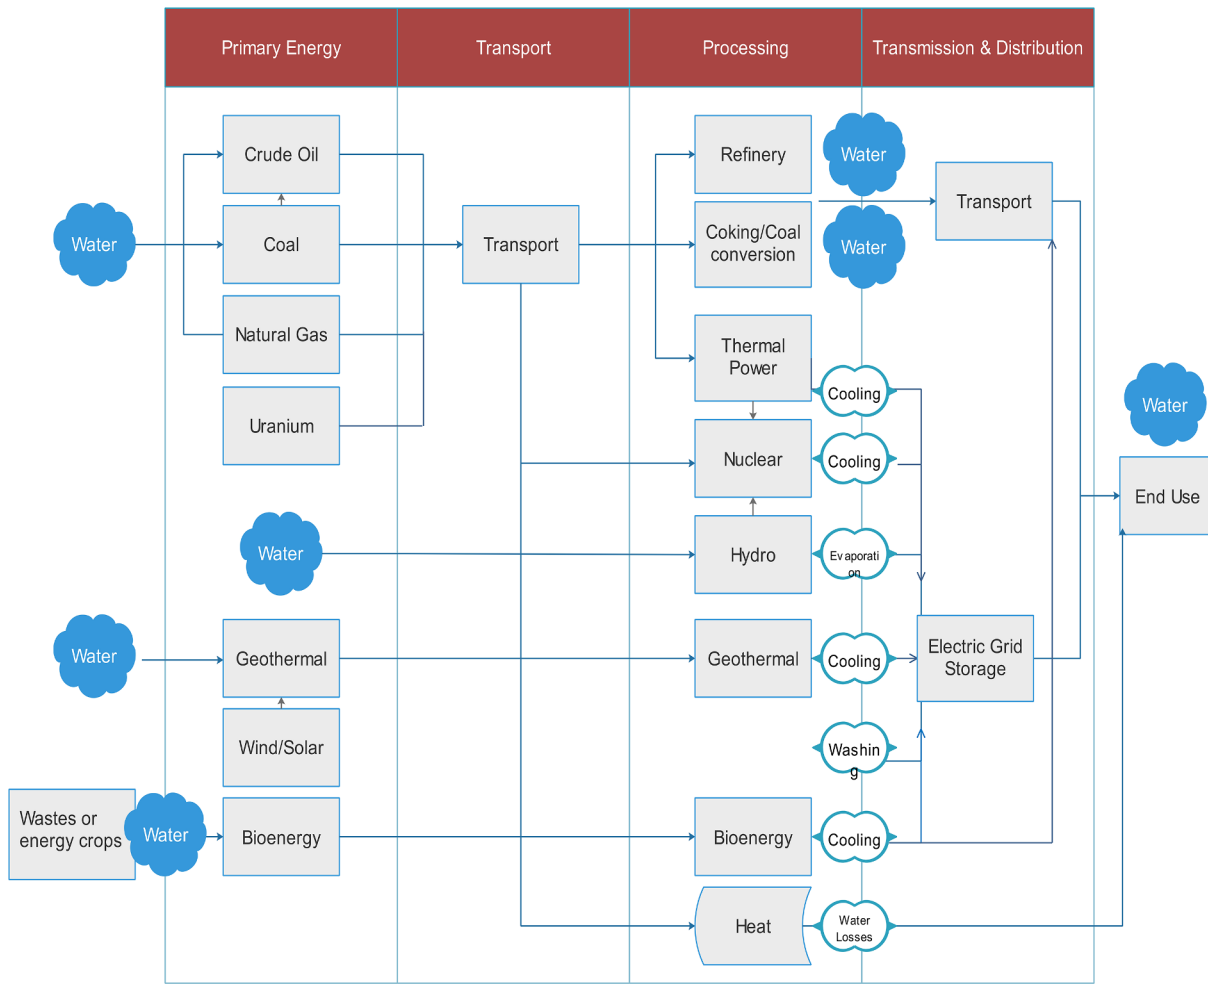 Primary Energy
Transport
Processing
Transmission & Distribution
Crude Oil
Refinery
Water
Transport
Water
Coal
Transport
Coking/Coal
conversion
Water
Natural Gas
Thermal
Power
Cooling
Water
Uranium
Nuclear
Cooling
End Use
Water
Hydro
Evaporati
on
Water
Geothermal
Geothermal
Cooling
Electric Grid
Storage
Wind/Solar
Washin
g
Wastes or
energy crops
Water
Bioenergy
Bioenergy
Cooling
Heat
Water
Losses